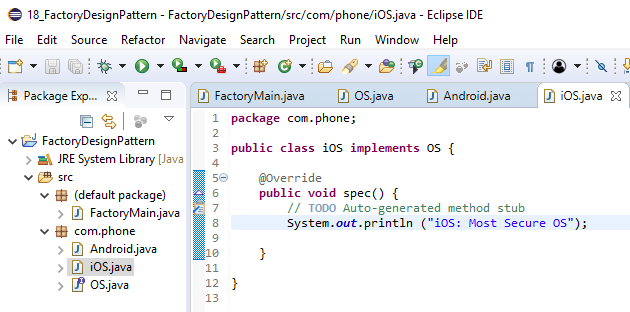 18_FactoryDesignPattern - FactoryDesignPattern/src/com/phone/iOS.java - Eclipse IDE
File Edit Source Refactor Navigate Search Project Run Window Help
Package Exp...
FactoryDesignPattern
JRE System Library [Java
src
(default package)
FactoryMain.java
com.phone
Android.java
iOS.java
OS.java
FactoryMain.java OS.java Android.java iOS.java
1 package com.phone;
2
3 public class iOS implements OS {
4
5 @Override
6 public void spec() {
7 // TODO Auto-generated method stub
8 System.out.println ("iOS: Most Secure OS");
9
10 }
11
12 }
13